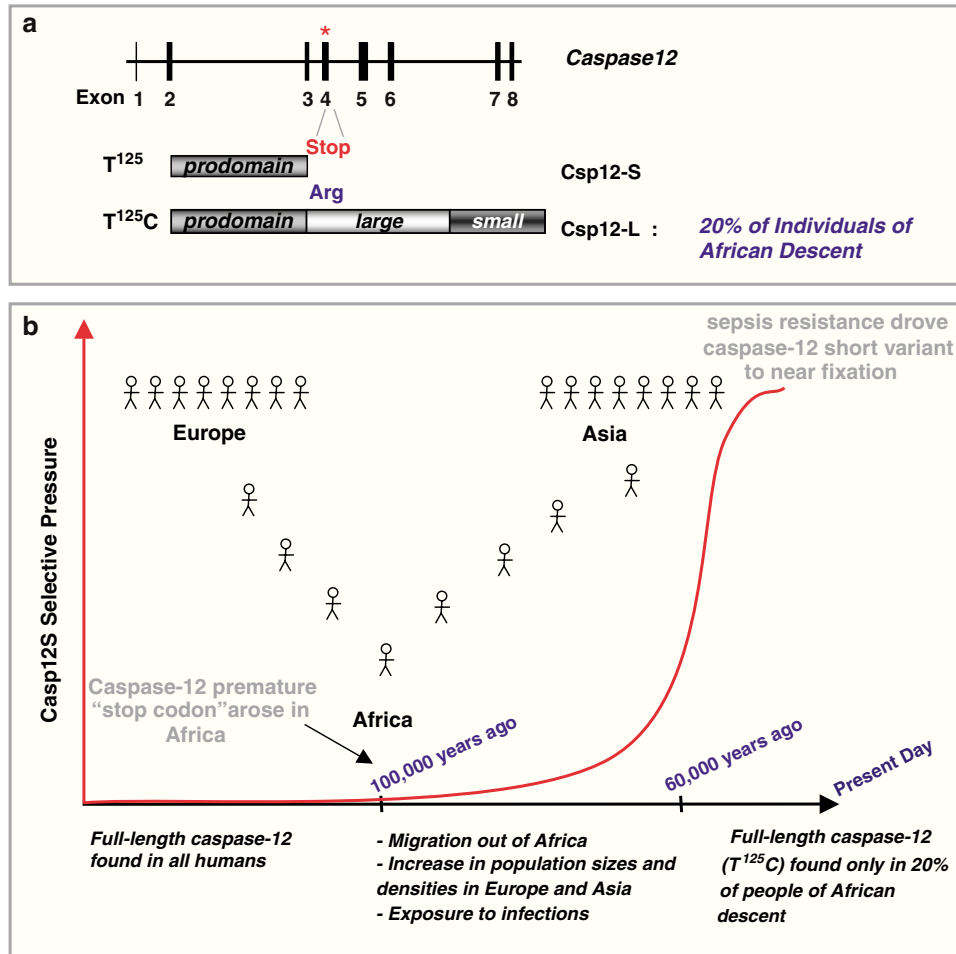 a
*
Caspase12
Exon 1 2 3 4 5 6 7 8
Stop
T¹²⁵ prodomain Csp12-S
Arg
T¹²⁵C prodomain large small Csp12-L : 20% of Individuals of
African Descent
b
sepsis resistance drove
caspase-12 short variant
to near fixation
Europe
Asia
Casp12S Selective Pressure
Caspase-12 premature
“stop codon”arose in
Africa
Africa
100,000 years ago
60,000 years ago
Present Day
Full-length caspase-12
found in all humans
- Migration out of Africa
- Increase in population sizes and
densities in Europe and Asia
- Exposure to infections
Full-length caspase-12
(T¹²⁵C) found only in 20%
of people of African
descent